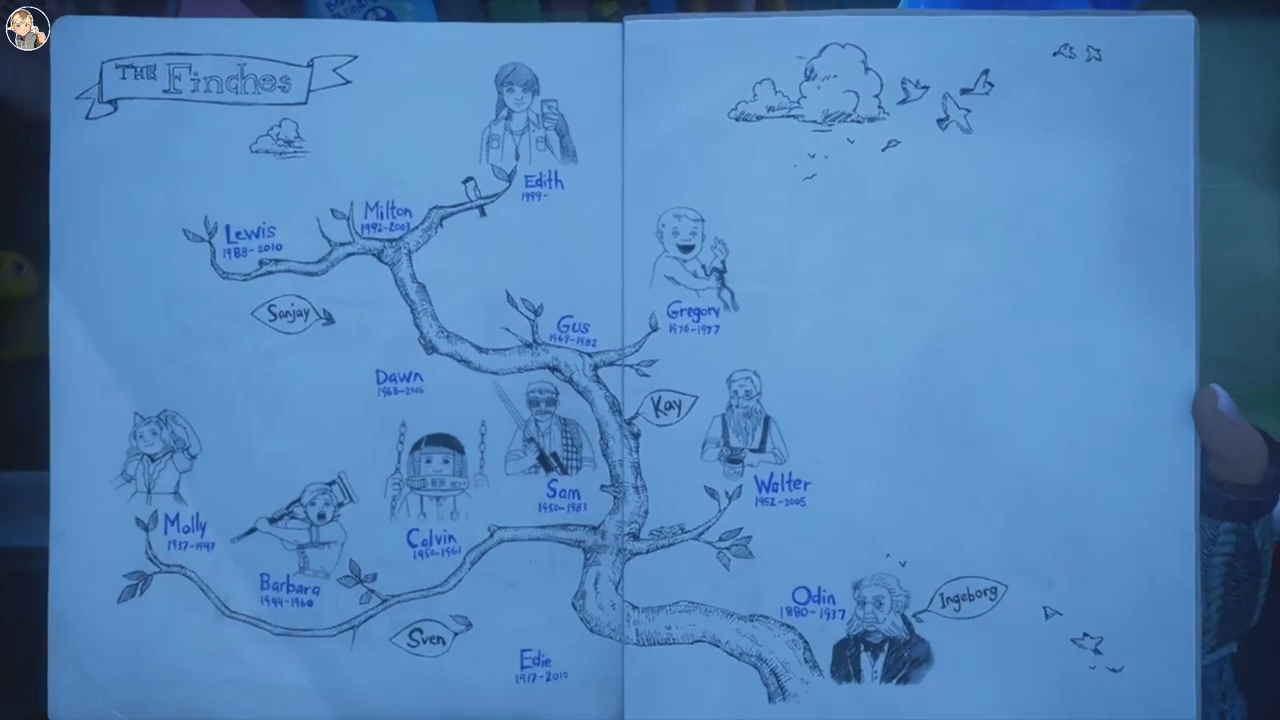 THE Finches
Edith
1999-
Milton
1992-2003
Lewis
1988-2010
Sanjay
Gregory
1976-1977
Gus
1969-1982
Dawn
1968-2016
Kay
Walter
1952-2005
Sam
1950-1983
Calvin
1950-1961
Molly
1937-1947
Barbara
1944-1960
Sven
Edie
1917-2010
Odin
1880-1937
Ingeborg